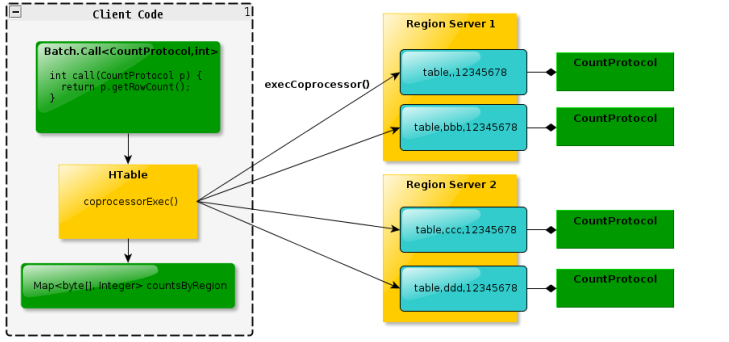 Client Code
1
Batch.Call<CountProtocol,int>
int call(CountProtocol p) {
return p.getRowCount();
}
HTable
coprocessorExec()
Map<byte[], Integer> countsByRegion
execCoprocessor()
Region Server 1
table,,12345678
CountProtocol
table,bbb,12345678
CountProtocol
Region Server 2
table,ccc,12345678
CountProtocol
table,ddd,12345678
CountProtocol